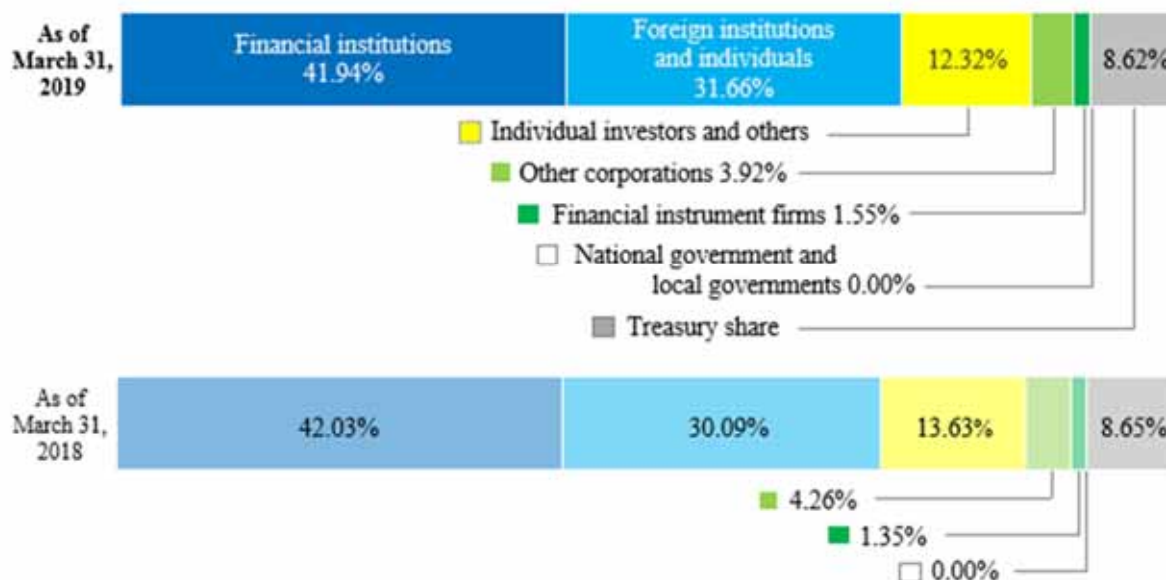 As of
March 31,
2019
Financial institutions
41.94%
Foreign institutions
and individuals
31.66%
12.32%
8.62%
Individual investors and others
Other corporations 3.92%
Financial instrument firms 1.55%
National government and
local governments 0.00%
Treasury share
As of
March 31,
2018
42.03%
30.09%
13.63%
8.65%
4.26%
1.35%
0.00%